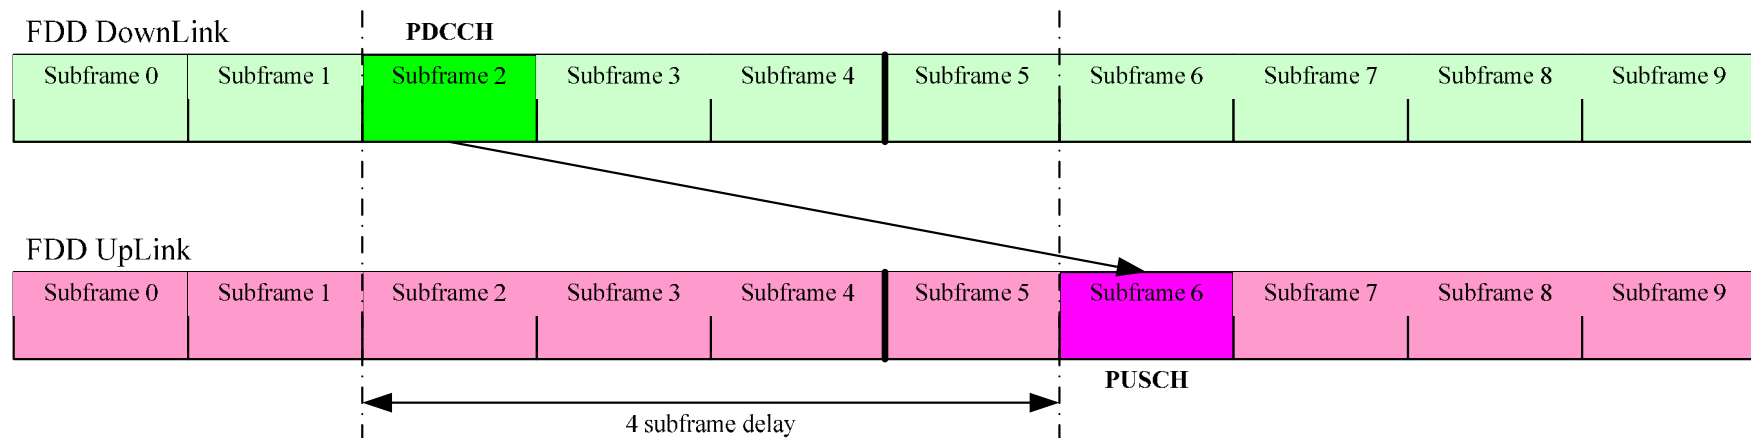 FDD DownLink
PDCCH
Subframe 0 Subframe 1 Subframe 2 Subframe 3 Subframe 4 Subframe 5 Subframe 6 Subframe 7 Subframe 8 Subframe 9
FDD UpLink
Subframe 0 Subframe 1 Subframe 2 Subframe 3 Subframe 4 Subframe 5 Subframe 6 Subframe 7 Subframe 8 Subframe 9
PUSCH
4 subframe delay